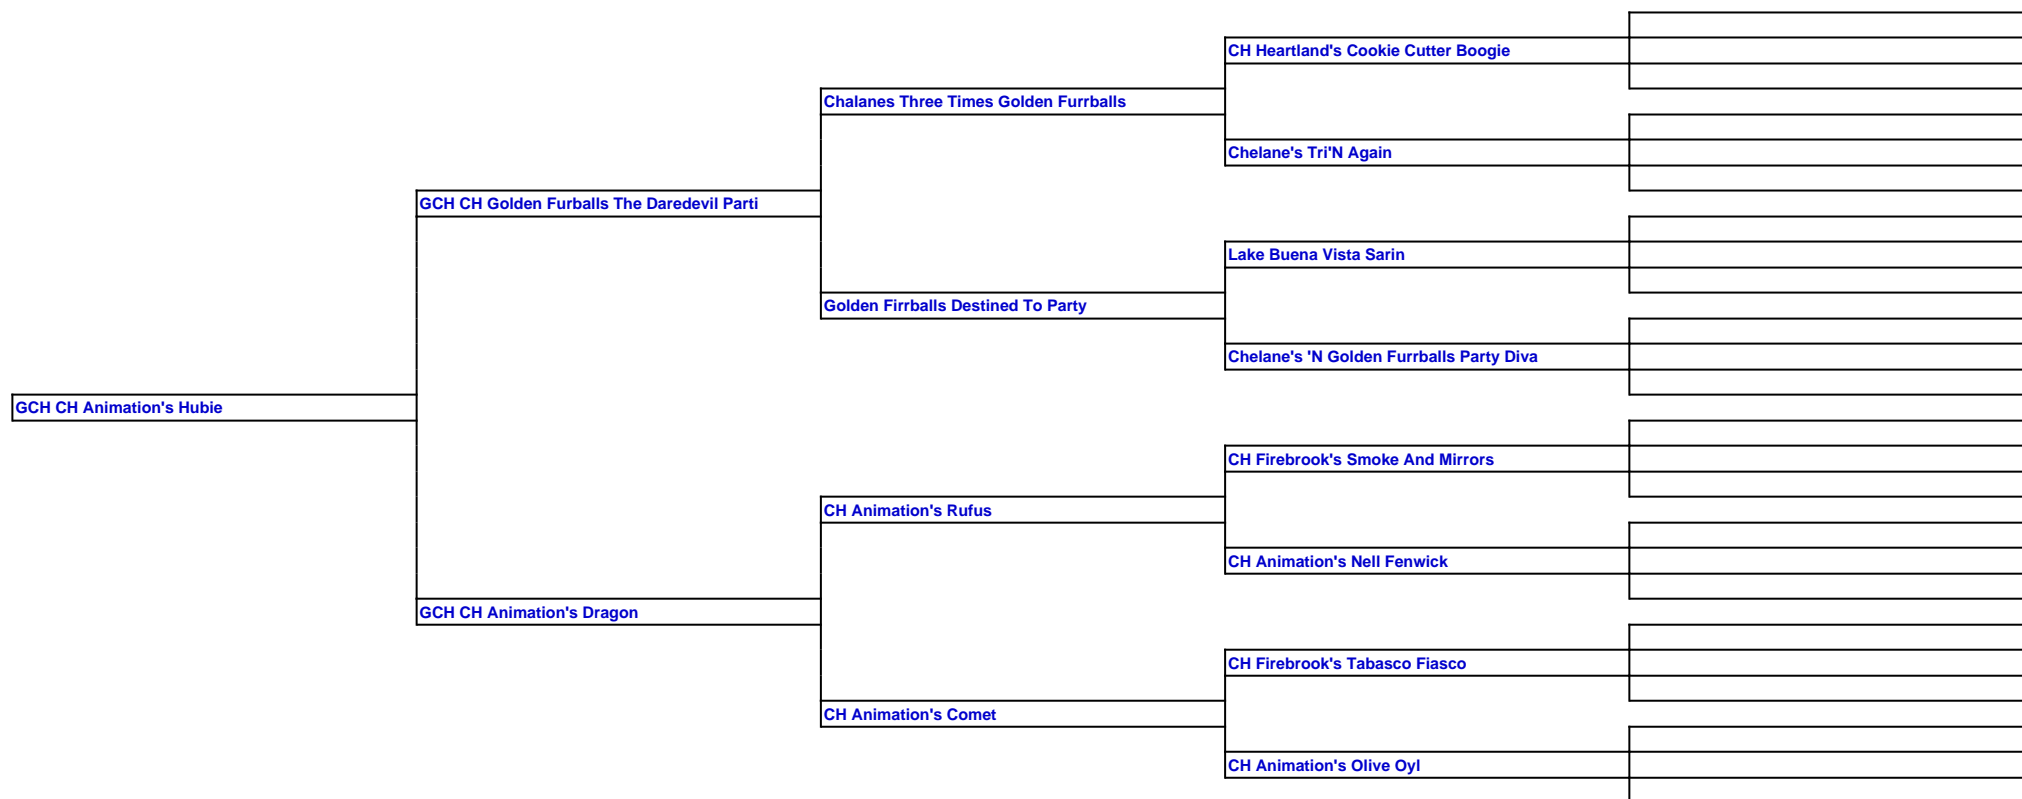 CH Heartland's Cookie Cutter Boogie
Chalanes Three Times Golden Furrballs
Chelane's Tri'N Again
GCH CH Golden Furballs The Daredevil Parti
Lake Buena Vista Sarin
Golden Firrballs Destined To Party
Chelane's 'N Golden Furrballs Party Diva
GCH CH Animation's Hubie
CH Firebrook's Smoke And Mirrors
CH Animation's Rufus
CH Animation's Nell Fenwick
GCH CH Animation's Dragon
CH Firebrook's Tabasco Fiasco
CH Animation's Comet
CH Animation's Olive Oyl